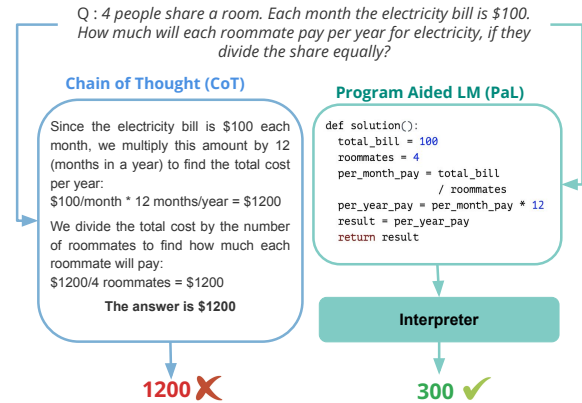 Q : 4 people share a room. Each month the electricity bill is $100.
How much will each roommate pay per year for electricity, if they
divide the share equally?
Chain of Thought (CoT)
Since the electricity bill is $100 each
month, we multiply this amount by 12
(months in a year) to find the total cost
per year:
$100/month * 12 months/year = $1200
We divide the total cost by the number
of roommates to find how much each
roommate will pay:
$1200/4 roommates = $1200
The answer is $1200
1200
Program Aided LM (PaL)
def solution():
total_bill = 100
roommates = 4
per_month_pay = total_bill
/ roommates
per_year_pay = per_month_pay * 12
result = per_year_pay
return result
Interpreter
300